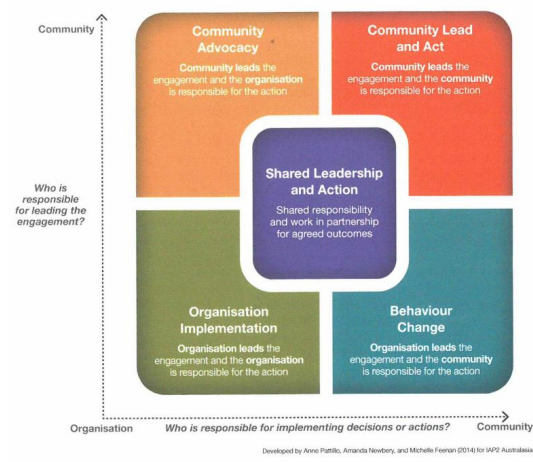 Community
Community
Advocacy
Community leads the
engagement and the organisation
is responsible for the action
Community Lead
and Act
Community leads the
engagement and the community
is responsible for the action
Who is
responsible
for leading the
engagement?
Shared Leadership
and Action
Shared responsibility
and work in partnership
for agreed outcomes
Organisation
Implementation
Organisation leads the
engagement and the organisation
is responsible for the action
Behaviour
Change
Organisation leads the
engagement and the community
is responsible for the action
Organisation
Who is responsible for implementing decisions or actions?
Community
Developed by Anne Pattillo, Amanda Newbery, and Michelle Feenan (2014) for IAP2 Australasia